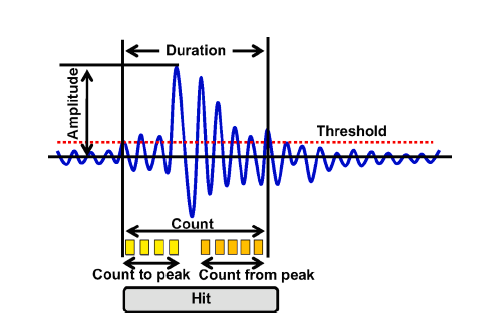 Duration
Amplitude
Threshold
Count
Count to peak
Count from peak
Hit